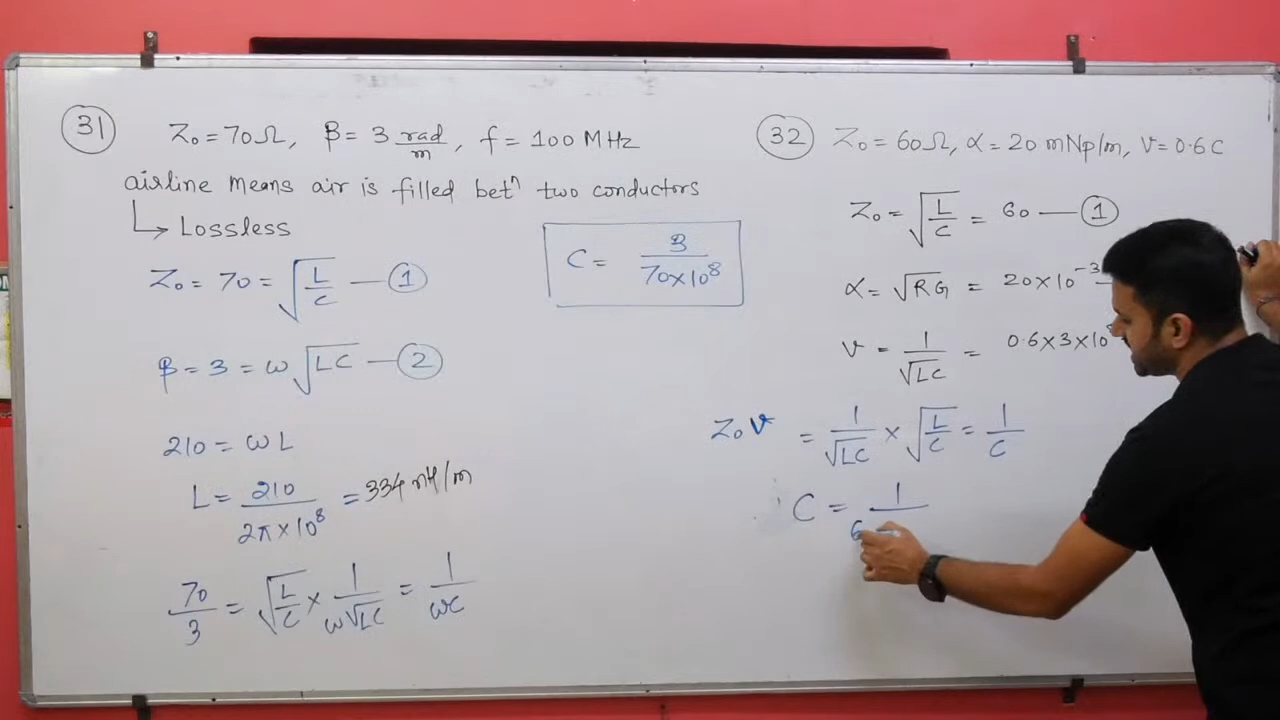 31 Z₀ = 70Ω, β = 3 rad/m, f = 100 MHz
airline means air is filled betⁿ two conductors
↳ Lossless
Z₀ = 70 = √(L/C) — 1
C = 3/(70×10⁸)
β = 3 = ω √LC — 2
210 = ωL
L = 210/(2π×10⁸) = 334 nH/m
70/3 = √(L/C) × 1/(ω√LC) = 1/(ωC)
32 Z₀ = 60Ω, α = 20 mNp/m, V = 0.6C
Z₀ = √(L/C) = 60 — 1
α = √RG = 20×10⁻³ —
v = 1/√LC = 0.6×3×10
Z₀V = 1/√LC × √(L/C) = 1/C
C = 1/6